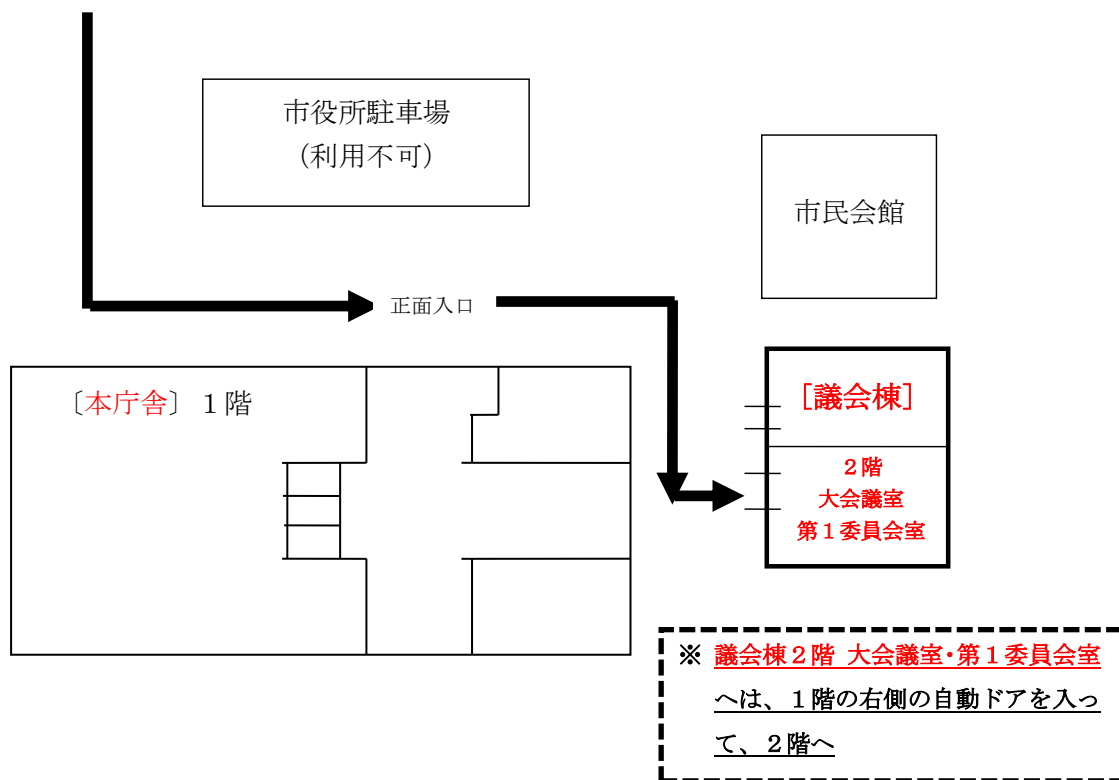 市役所駐車場
（利用不可）
市民会館
正面入口
〔本庁舎〕１階
［議会棟］
２階
大会議室
第１委員会室
※ 議会棟２階 大会議室・第１委員会室
へは、１階の右側の自動ドアを入っ
て、２階へ